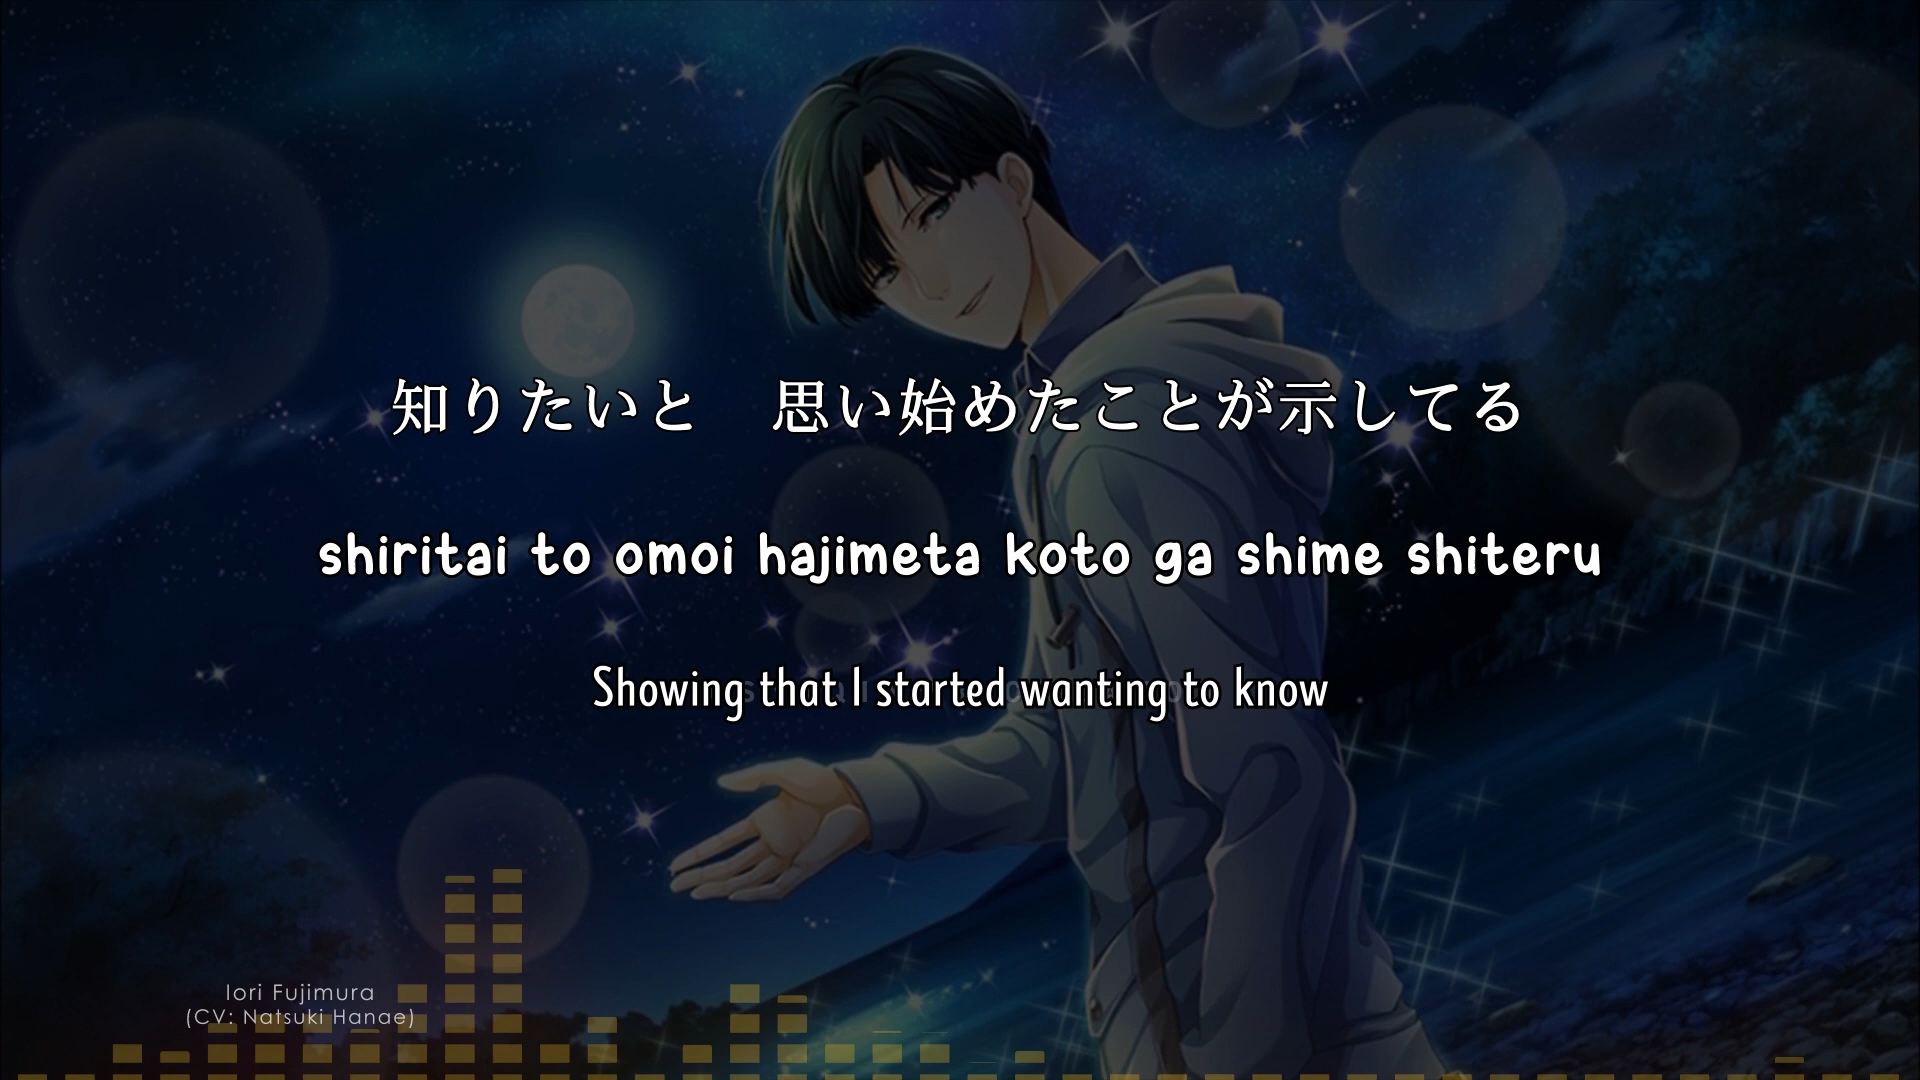 知りたいと　思い始めたことが示してる
shiritai to omoi hajimeta koto ga shime shiteru
Showing that I started wanting to know
Iori Fujimura
(CV: Natsuki Hanae)